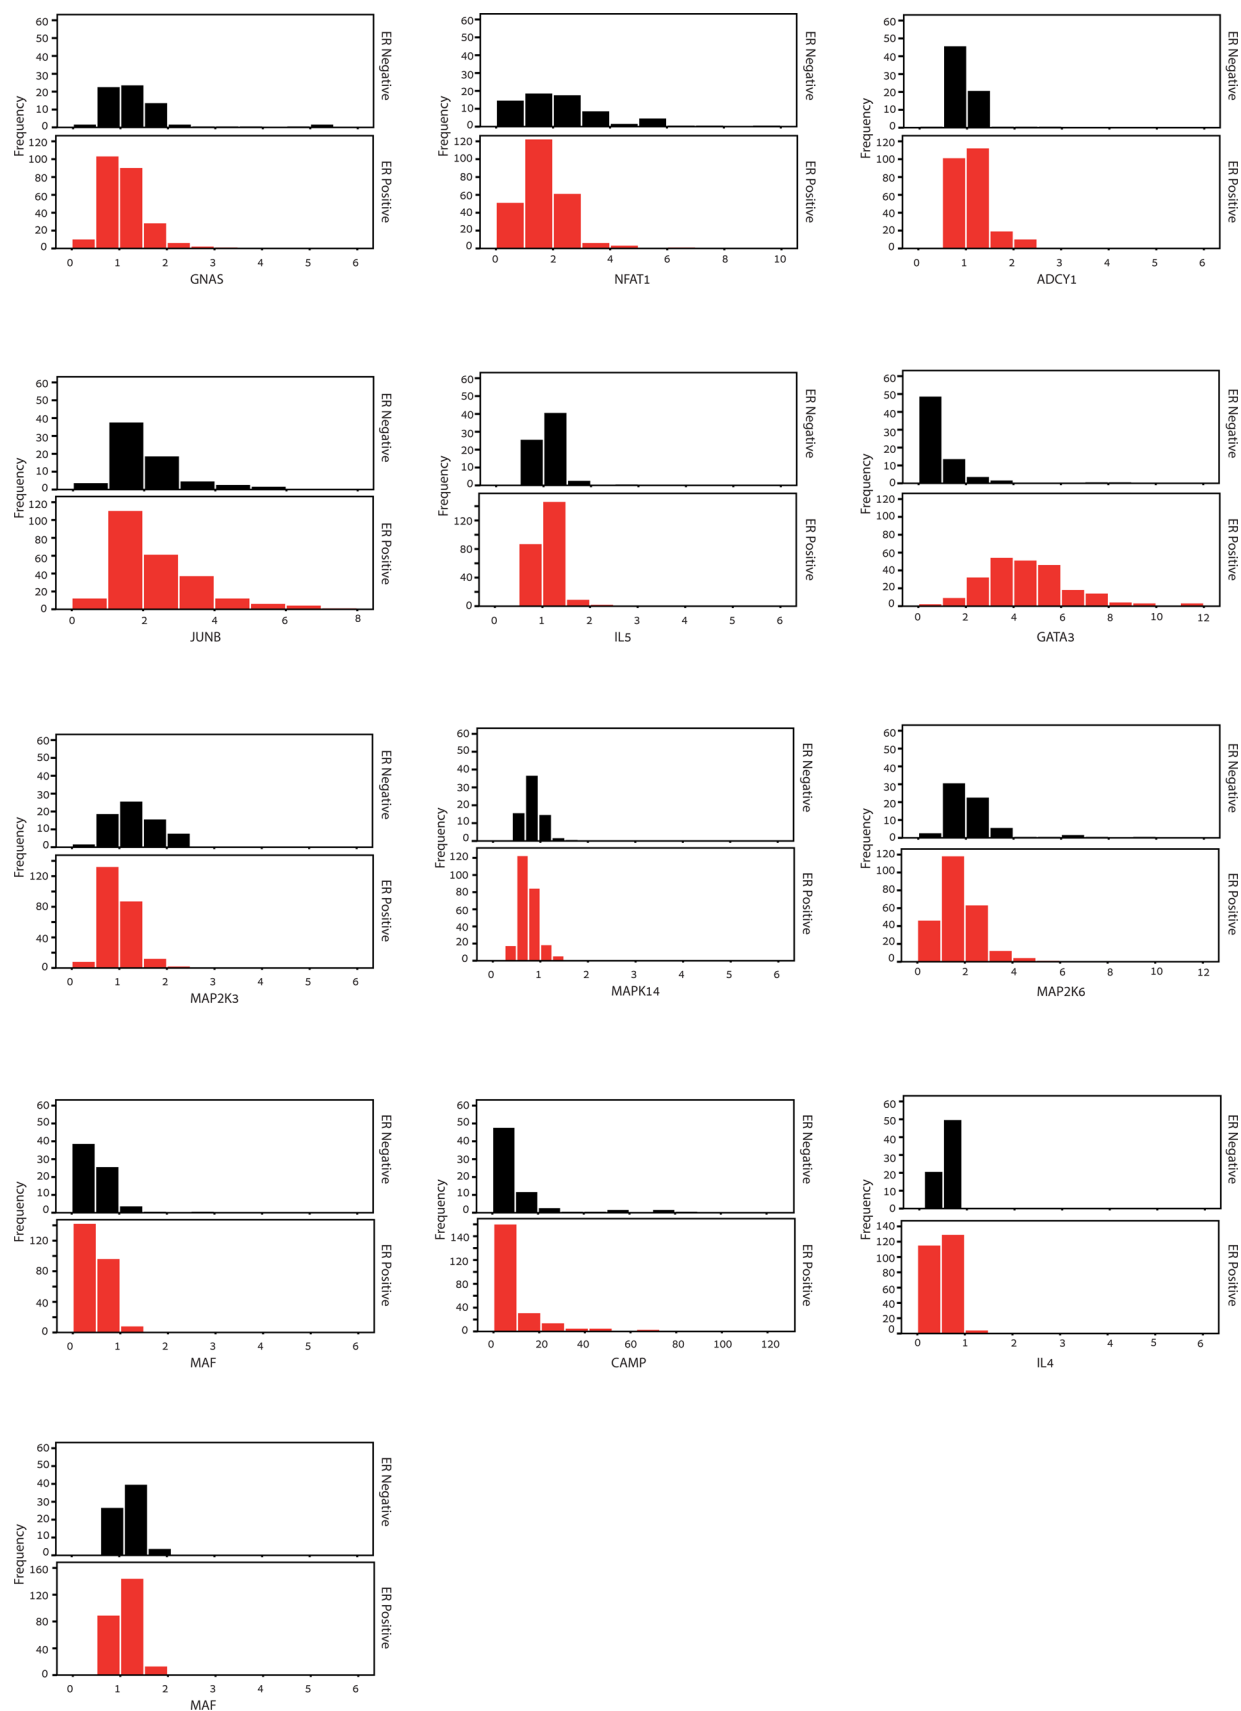 Frequency
60 50 40 30 20 10 0
ER Negative
120 100 80 60 40 20 0
ER Positive
0 1 2 3 4 5 6
GNAS
Frequency
60 50 40 30 20 10 0
ER Negative
120 100 80 60 40 20 0
ER Positive
0 2 4 6 8 10
NFAT1
Frequency
60 50 40 30 20 10 0
ER Negative
120 100 80 60 40 20 0
ER Positive
0 1 2 3 4 5 6
ADCY1
Frequency
60 50 40 30 20 10 0
ER Negative
120 100 80 60 40 20 0
ER Positive
0 2 4 6 8
JUNB
Frequency
60 50 40 30 20 10 0
ER Negative
120 80 40 0
ER Positive
0 1 2 3 4 5 6
IL5
Frequency
60 50 40 30 20 10 0
ER Negative
120 100 80 60 40 20 0
ER Positive
0 2 4 6 8 10 12
GATA3
Frequency
60 50 40 30 20 10 0
ER Negative
120 80 40 0
ER Positive
0 1 2 3 4 5 6
MAP2K3
Frequency
60 50 40 30 20 10 0
ER Negative
120 100 80 60 40 20 0
ER Positive
0 1 2 3 4 5 6
MAPK14
Frequency
60 50 40 30 20 10 0
ER Negative
120 100 80 60 40 20 0
ER Positive
0 2 4 6 8 10 12
MAP2K6
Frequency
60 50 40 30 20 10 0
ER Negative
120 80 40 0
ER Positive
0 1 2 3 4 5 6
MAF
Frequency
60 50 40 30 20 10 0
ER Negative
140 120 80 40 0
ER Positive
0 20 40 60 80 100 120
CAMP
Frequency
60 50 40 30 20 10 0
ER Negative
140 120 100 80 60 40 20 0
ER Positive
0 1 2 3 4 5 6
IL4
Frequency
60 50 40 30 20 10 0
ER Negative
160 120 80 40 0
ER Positive
0 1 2 3 4 5 6
MAF